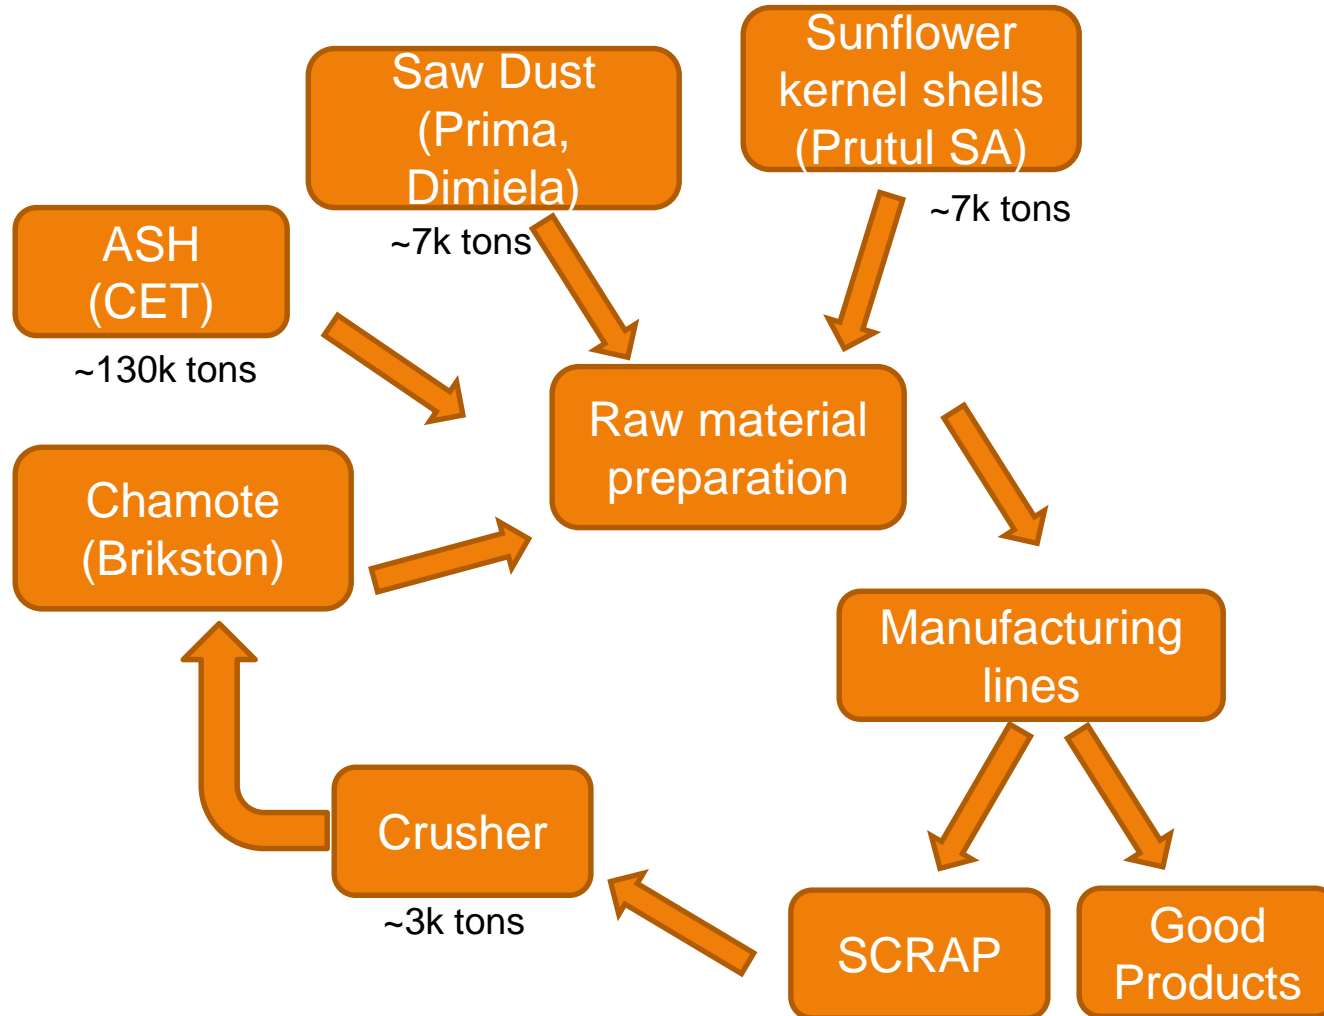 Sunflower
kernel shells
(Prutul SA)
~7k tons
Saw Dust
(Prima,
Dimiela)
~7k tons
ASH
(CET)
~130k tons
Raw material
preparation
Chamote
(Brikston)
Manufacturing
lines
Crusher
~3k tons
SCRAP
Good
Products